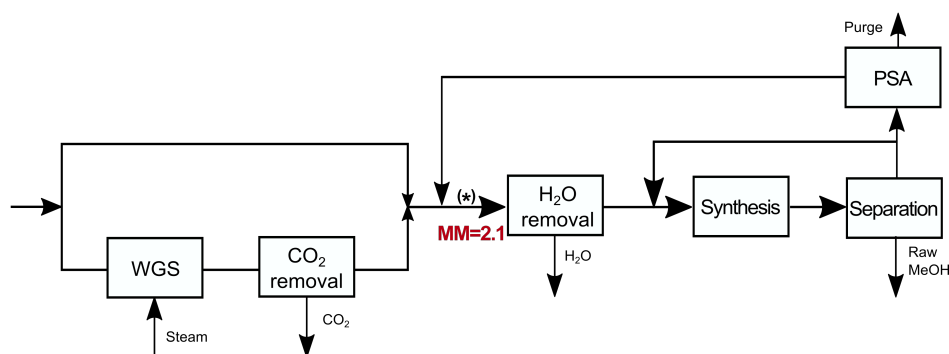 Purge
PSA
(*)
MM=2.1
H₂O
removal
H₂O
Synthesis
Separation
Raw
MeOH
WGS
CO₂
removal
Steam
CO₂